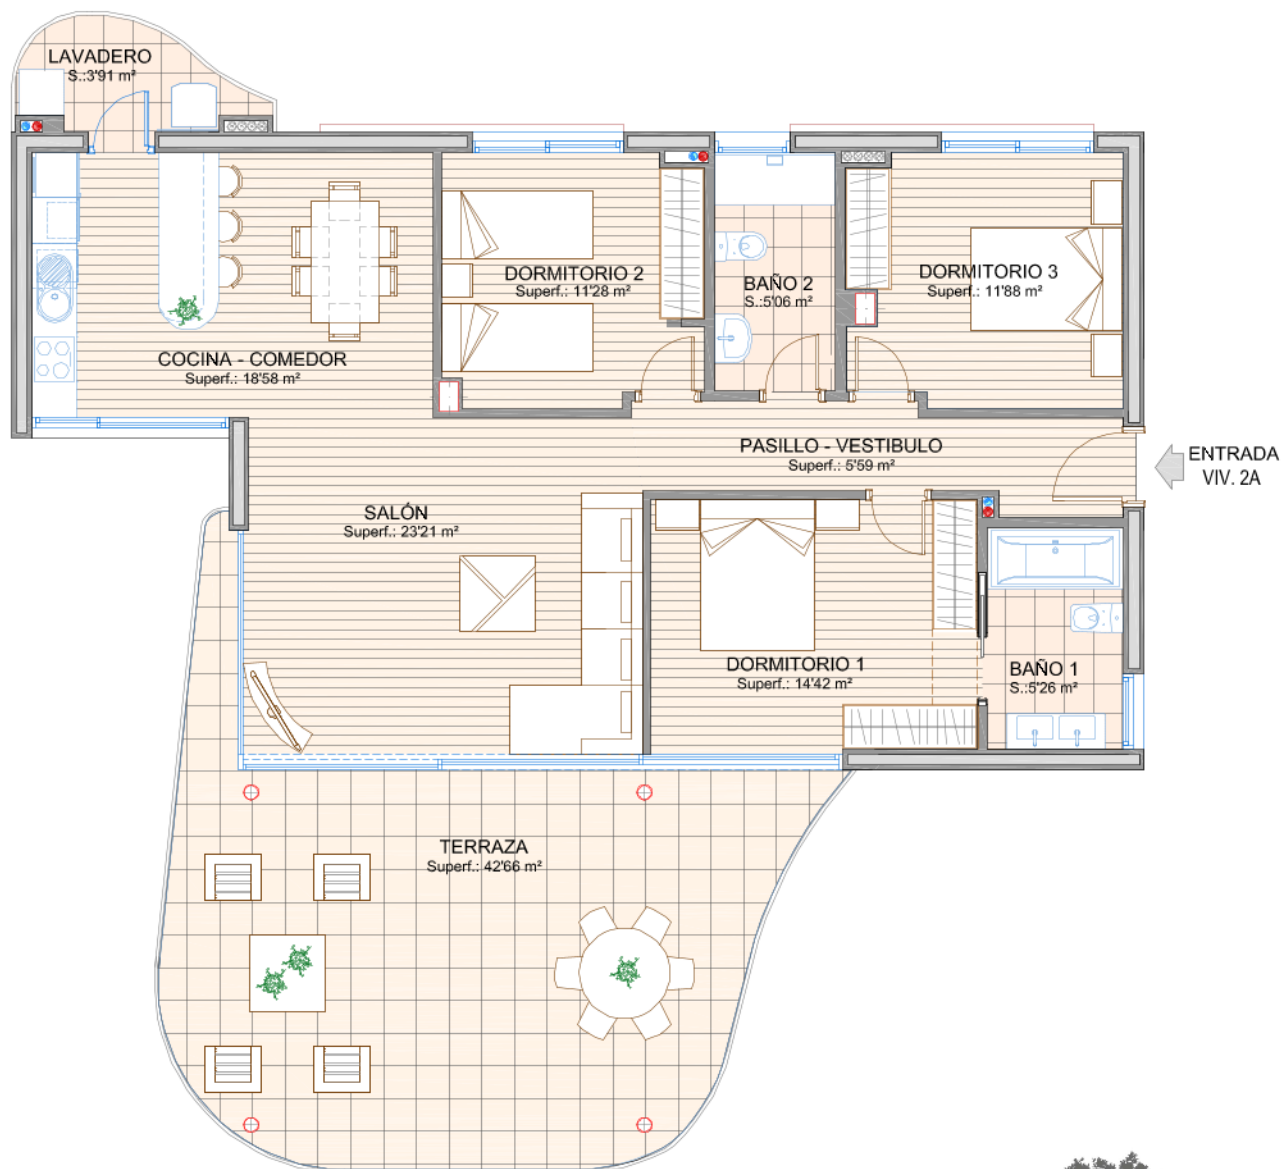 LAVADERO
S.:3'91 m²
DORMITORIO 2
Superf.: 11'28 m²
BAÑO 2
S.:5'06 m²
DORMITORIO 3
Superf.: 11'88 m²
COCINA - COMEDOR
Superf.: 18'58 m²
PASILLO - VESTIBULO
Superf.: 5'59 m²
ENTRADA
VIV. 2A
SALÓN
Superf.: 23'21 m²
DORMITORIO 1
Superf.: 14'42 m²
BAÑO 1
S.:5'26 m²
TERRAZA
Superf.: 42'66 m²